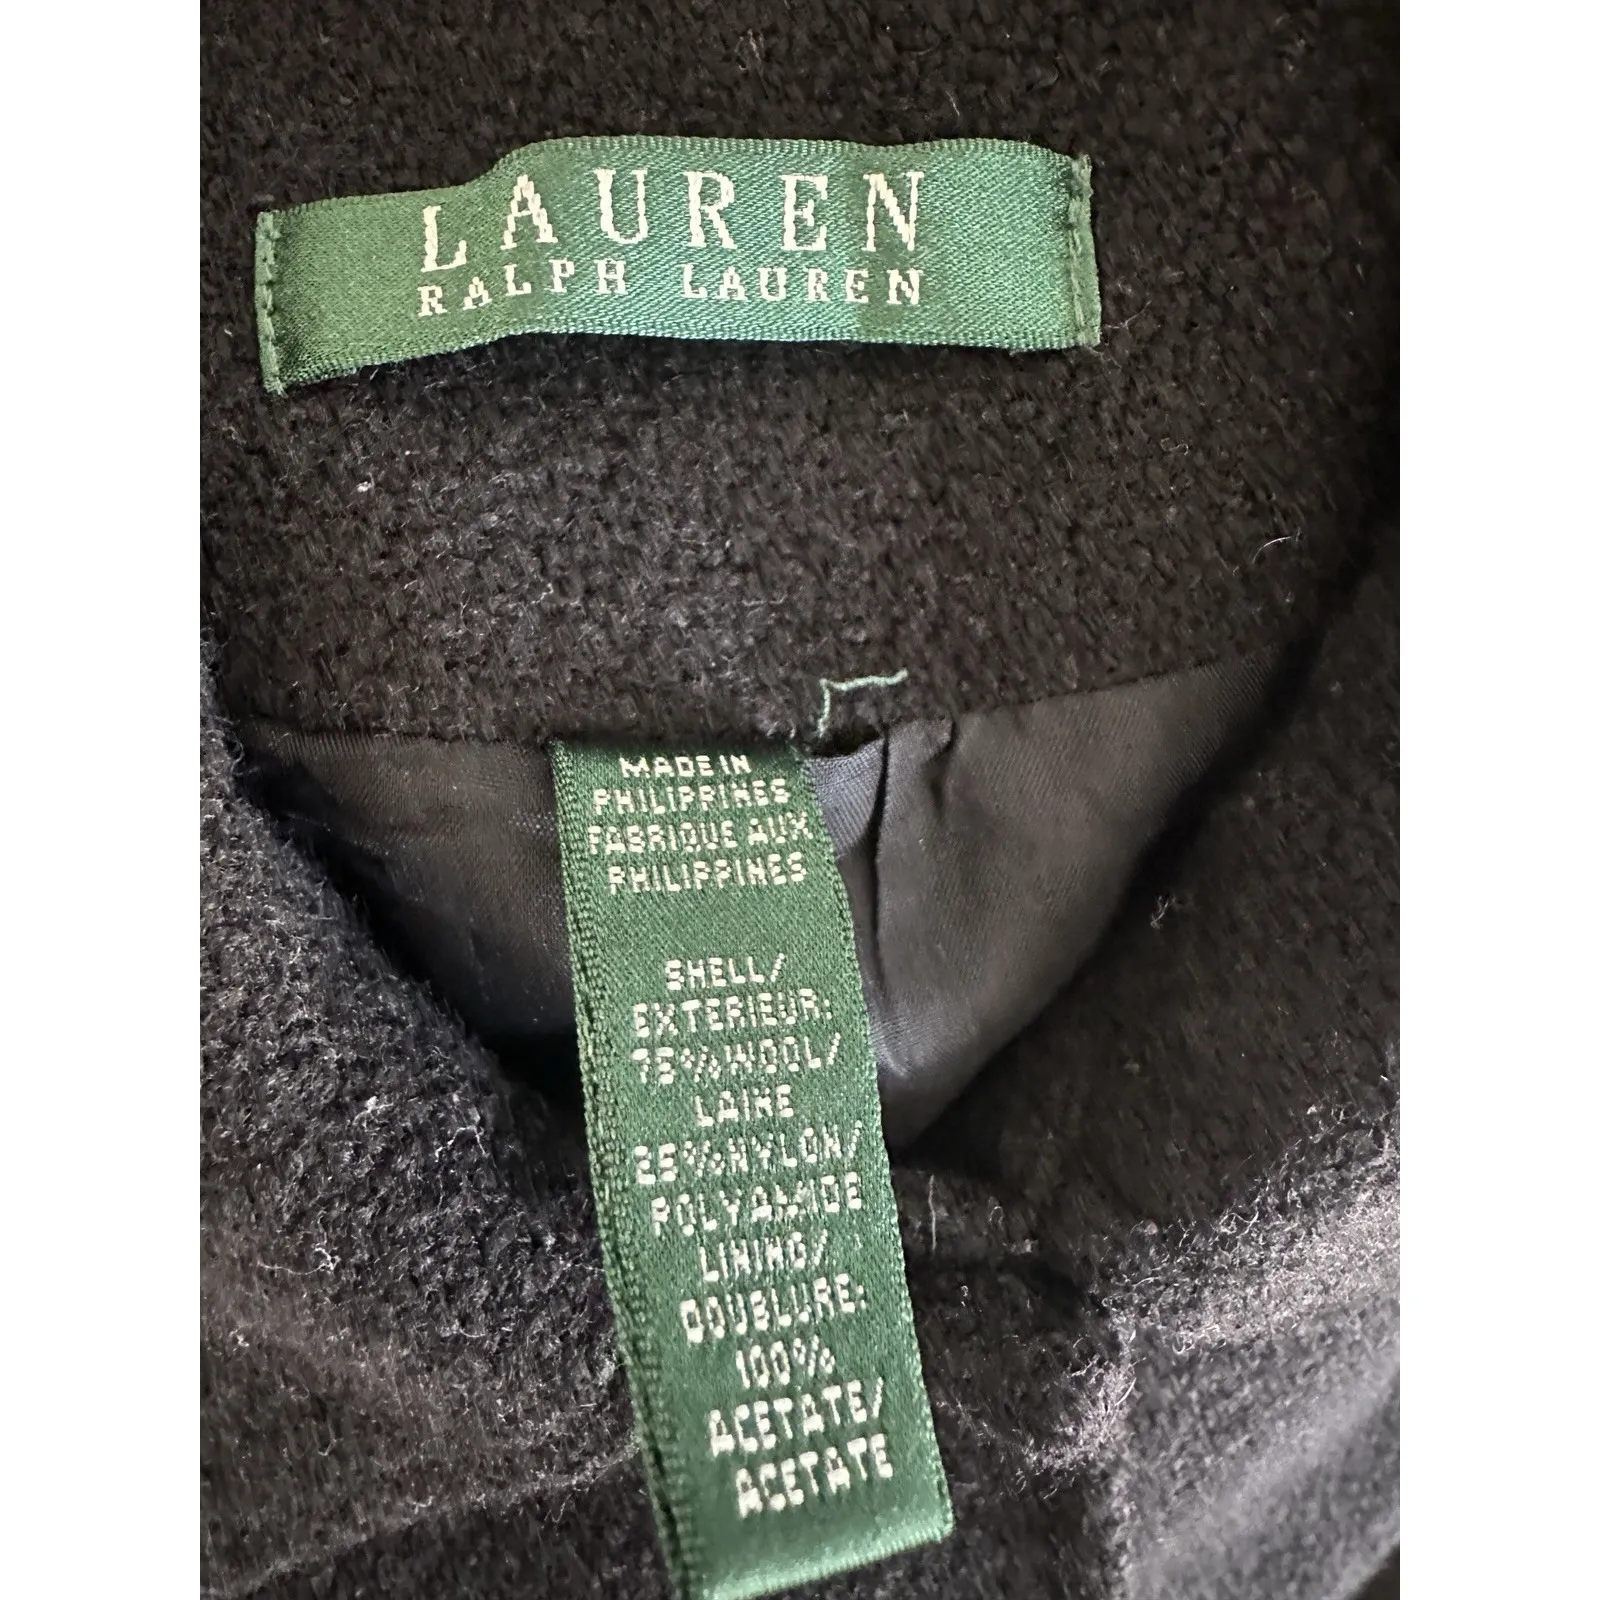 LAUREN
RALPH LAUREN
MADE IN
PHILIPPINES
FABRIQUE AUX
PHILIPPINES
SHELL/
EXTERIEUR:
75% WOOL/
LAINE
25% NYLON/
POLYAMIDE
LINING/
DOUBLURE:
100%
ACETATE/
ACETATE